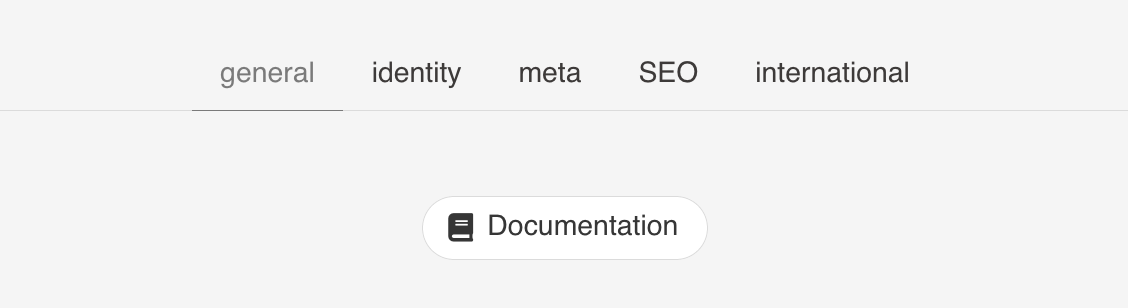 general identity meta SEO international
Documentation